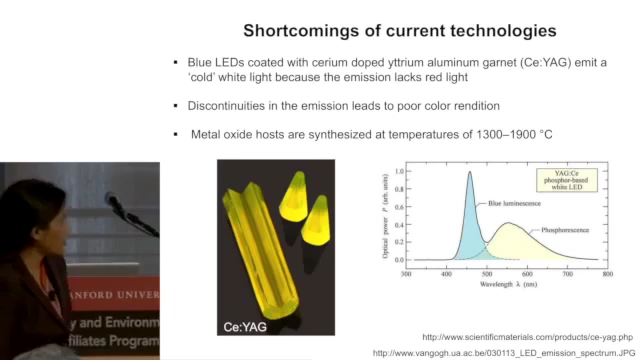 Shortcomings of current technologies
▪ Blue LEDs coated with cerium doped yttrium aluminum garnet (Ce:YAG) emit a
‘cold’ white light because the emission lacks red light
▪ Discontinuities in the emission leads to poor color rendition
▪ Metal oxide hosts are synthesized at temperatures of 1300–1900 °C
ANFORD UNIVER
y and Environm
filiates Program
Ce:YAG
Optical power P (arb. units)
1.0
0.8
0.6
0.4
0.2
0.0
YAG:Ce
phosphor-based
white LED
Blue luminescence
Phosphorescence
300 400 500 600 700 800
Wavelength λ (nm)
http://www.scientificmaterials.com/products/ce-yag.php
http://www.vangogh.ua.ac.be/030113_LED_emission_spectrum.JPG